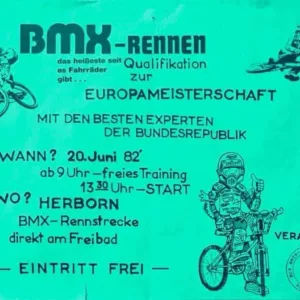 BMX-RENNEN
das heißeste seit
es Fahrräder
gibt...
Qualifikation
zur
EUROPAMEISTERSCHAFT
MIT DEN BESTEN EXPERTEN
DER BUNDESREPUBLIK
WANN? 20.Juni 82'
ab 9 Uhr - freies Training
13.30 Uhr - START
WO? HERBORN
BMX-Rennstrecke
direkt am Freibad
VERA
— EINTRITT FREI —